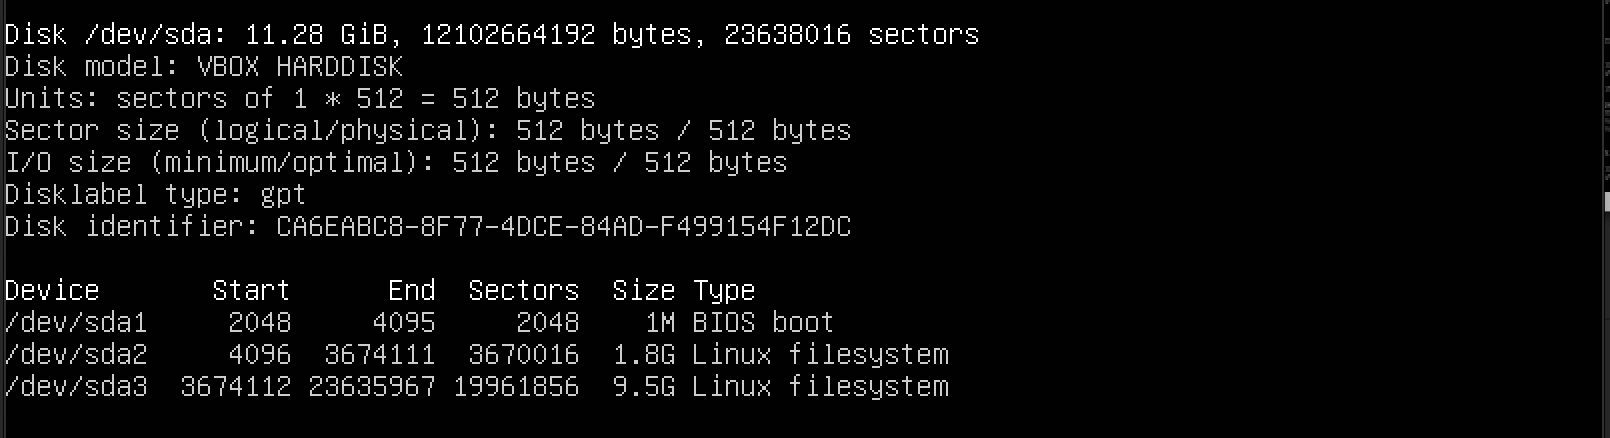 Disk /dev/sda: 11.28 GiB, 12102664192 bytes, 23638016 sectors
Disk model: VBOX HARDDISK
Units: sectors of 1 * 512 = 512 bytes
Sector size (logical/physical): 512 bytes / 512 bytes
I/O size (minimum/optimal): 512 bytes / 512 bytes
Disklabel type: gpt
Disk identifier: CA6EABC8-8F77-4DCE-84AD-F499154F12DC
Device Start End Sectors Size Type
/dev/sda1 2048 4095 2048 1M BIOS boot
/dev/sda2 4096 3674111 3670016 1.8G Linux filesystem
/dev/sda3 3674112 23635967 19961856 9.5G Linux filesystem